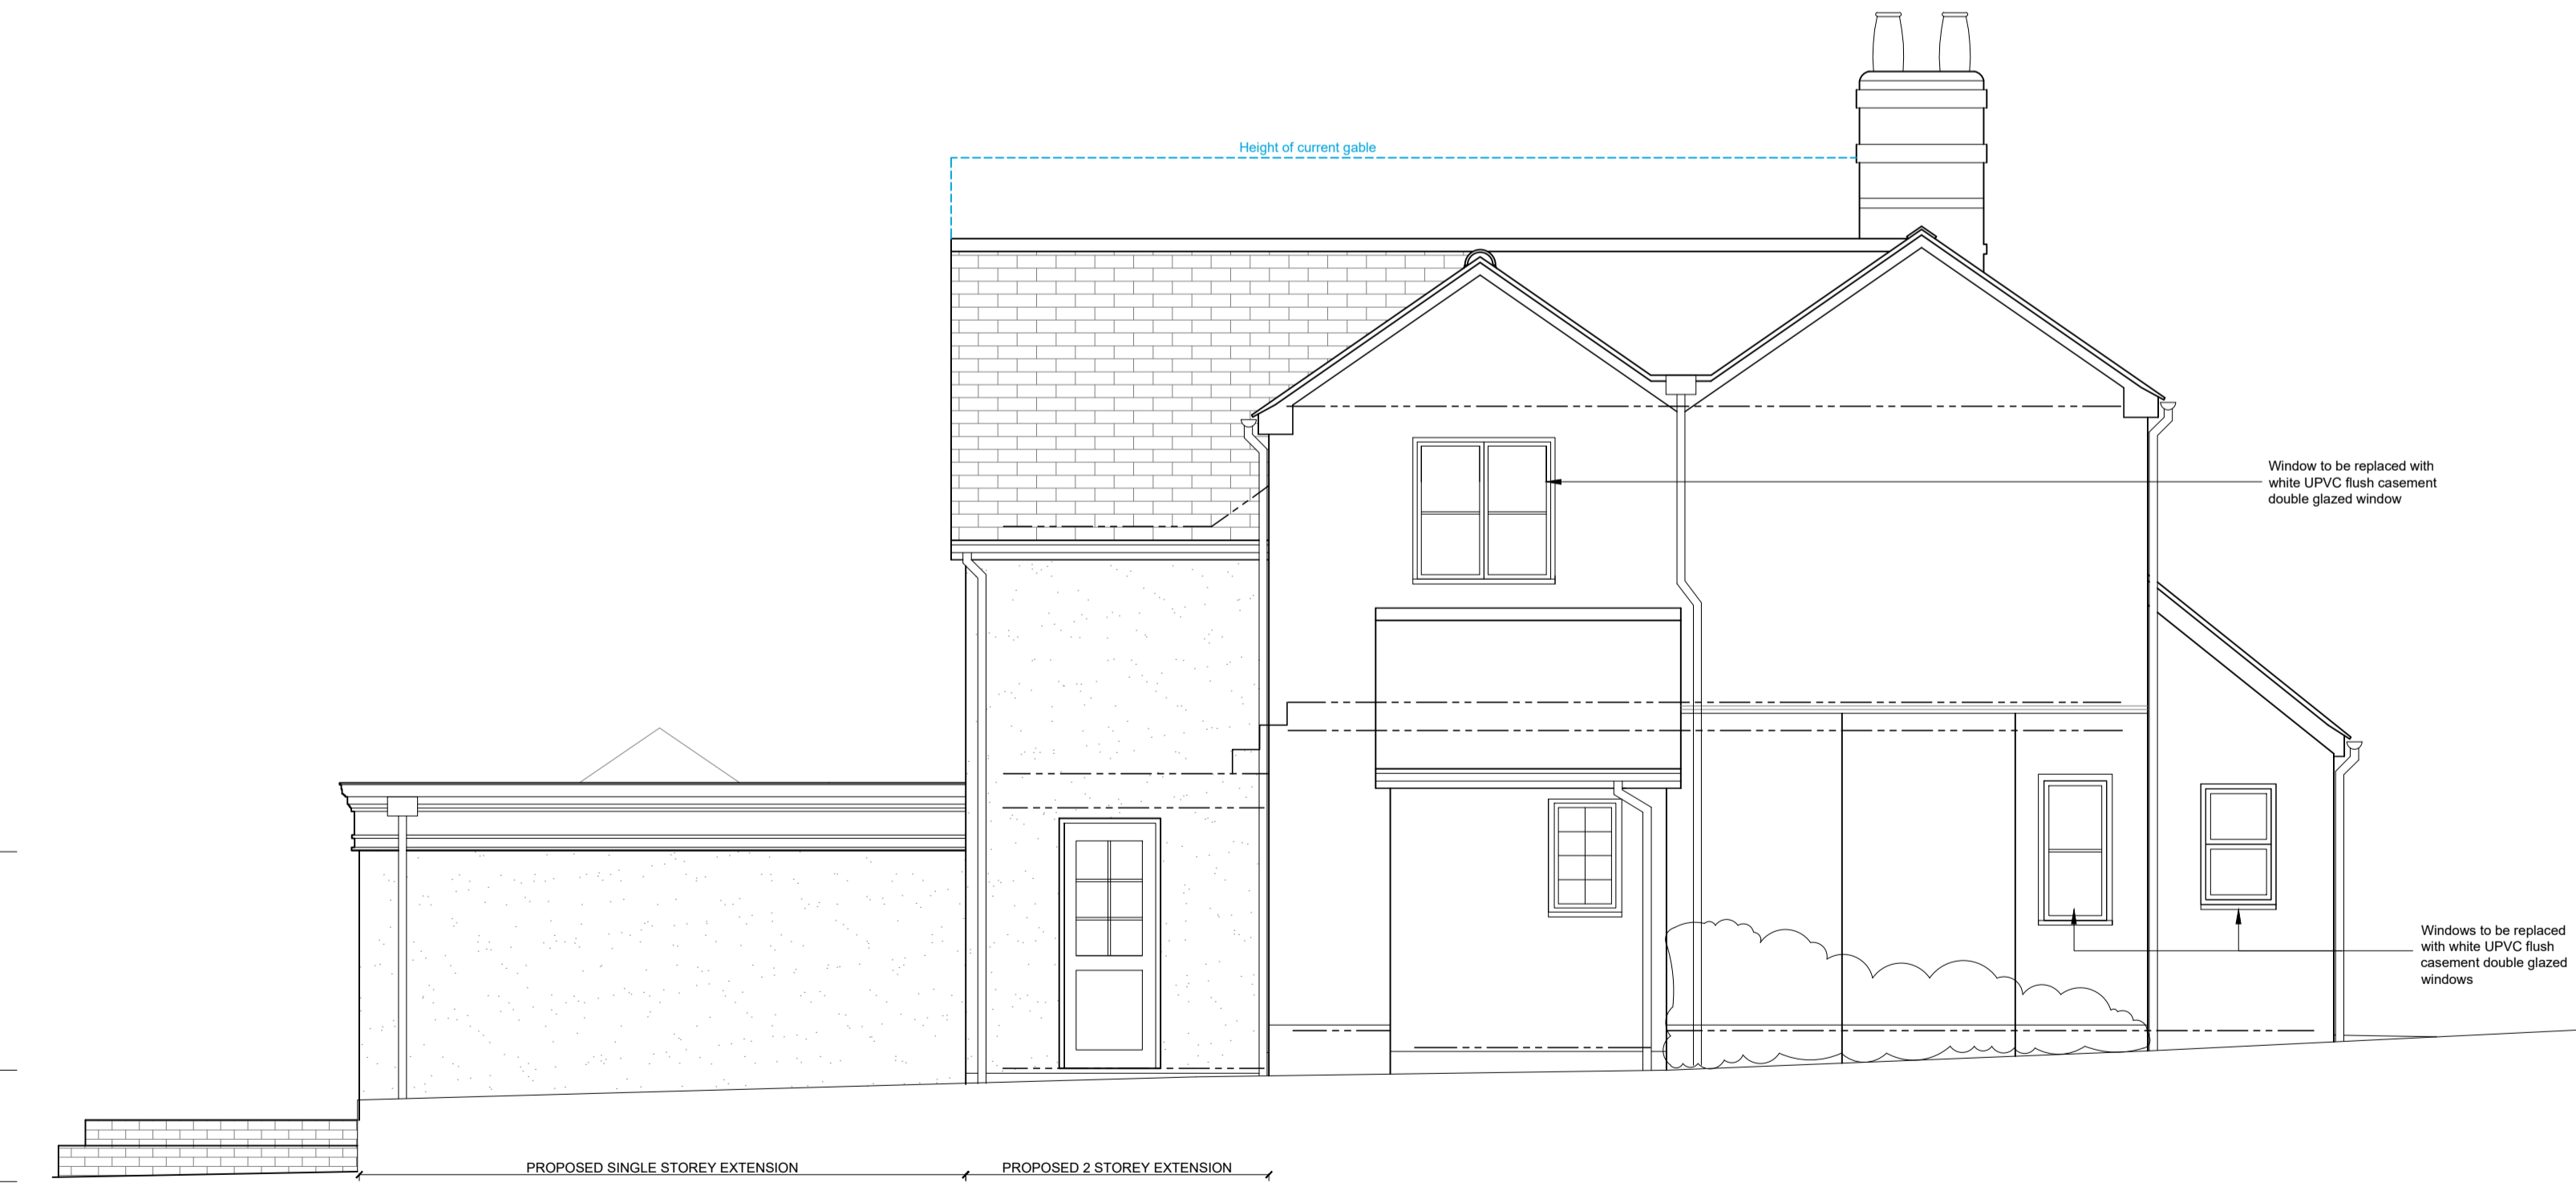 Height of current gable
Window to be replaced with
white UPVC flush casement
double glazed window
Windows to be replaced
with white UPVC flush
casement double glazed
windows
PROPOSED SINGLE STOREY EXTENSION
PROPOSED 2 STOREY EXTENSION